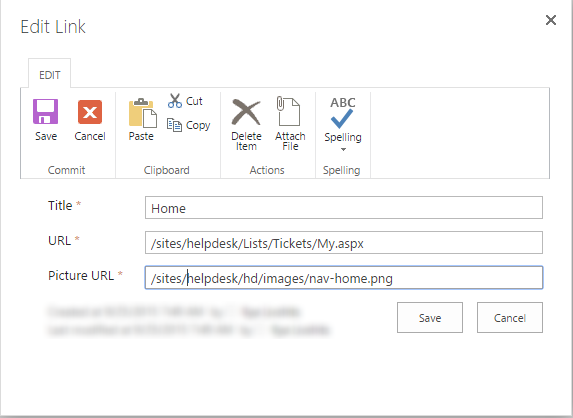 Edit Link
EDIT
Save
Cancel
Paste
Cut
Copy
Delete Item
Attach File
ABC
Spelling
Commit
Clipboard
Actions
Spelling
Title *
Home
URL *
/sites/helpdesk/Lists/Tickets/My.aspx
Picture URL *
/sites/helpdesk/hd/images/nav-home.png
Save
Cancel